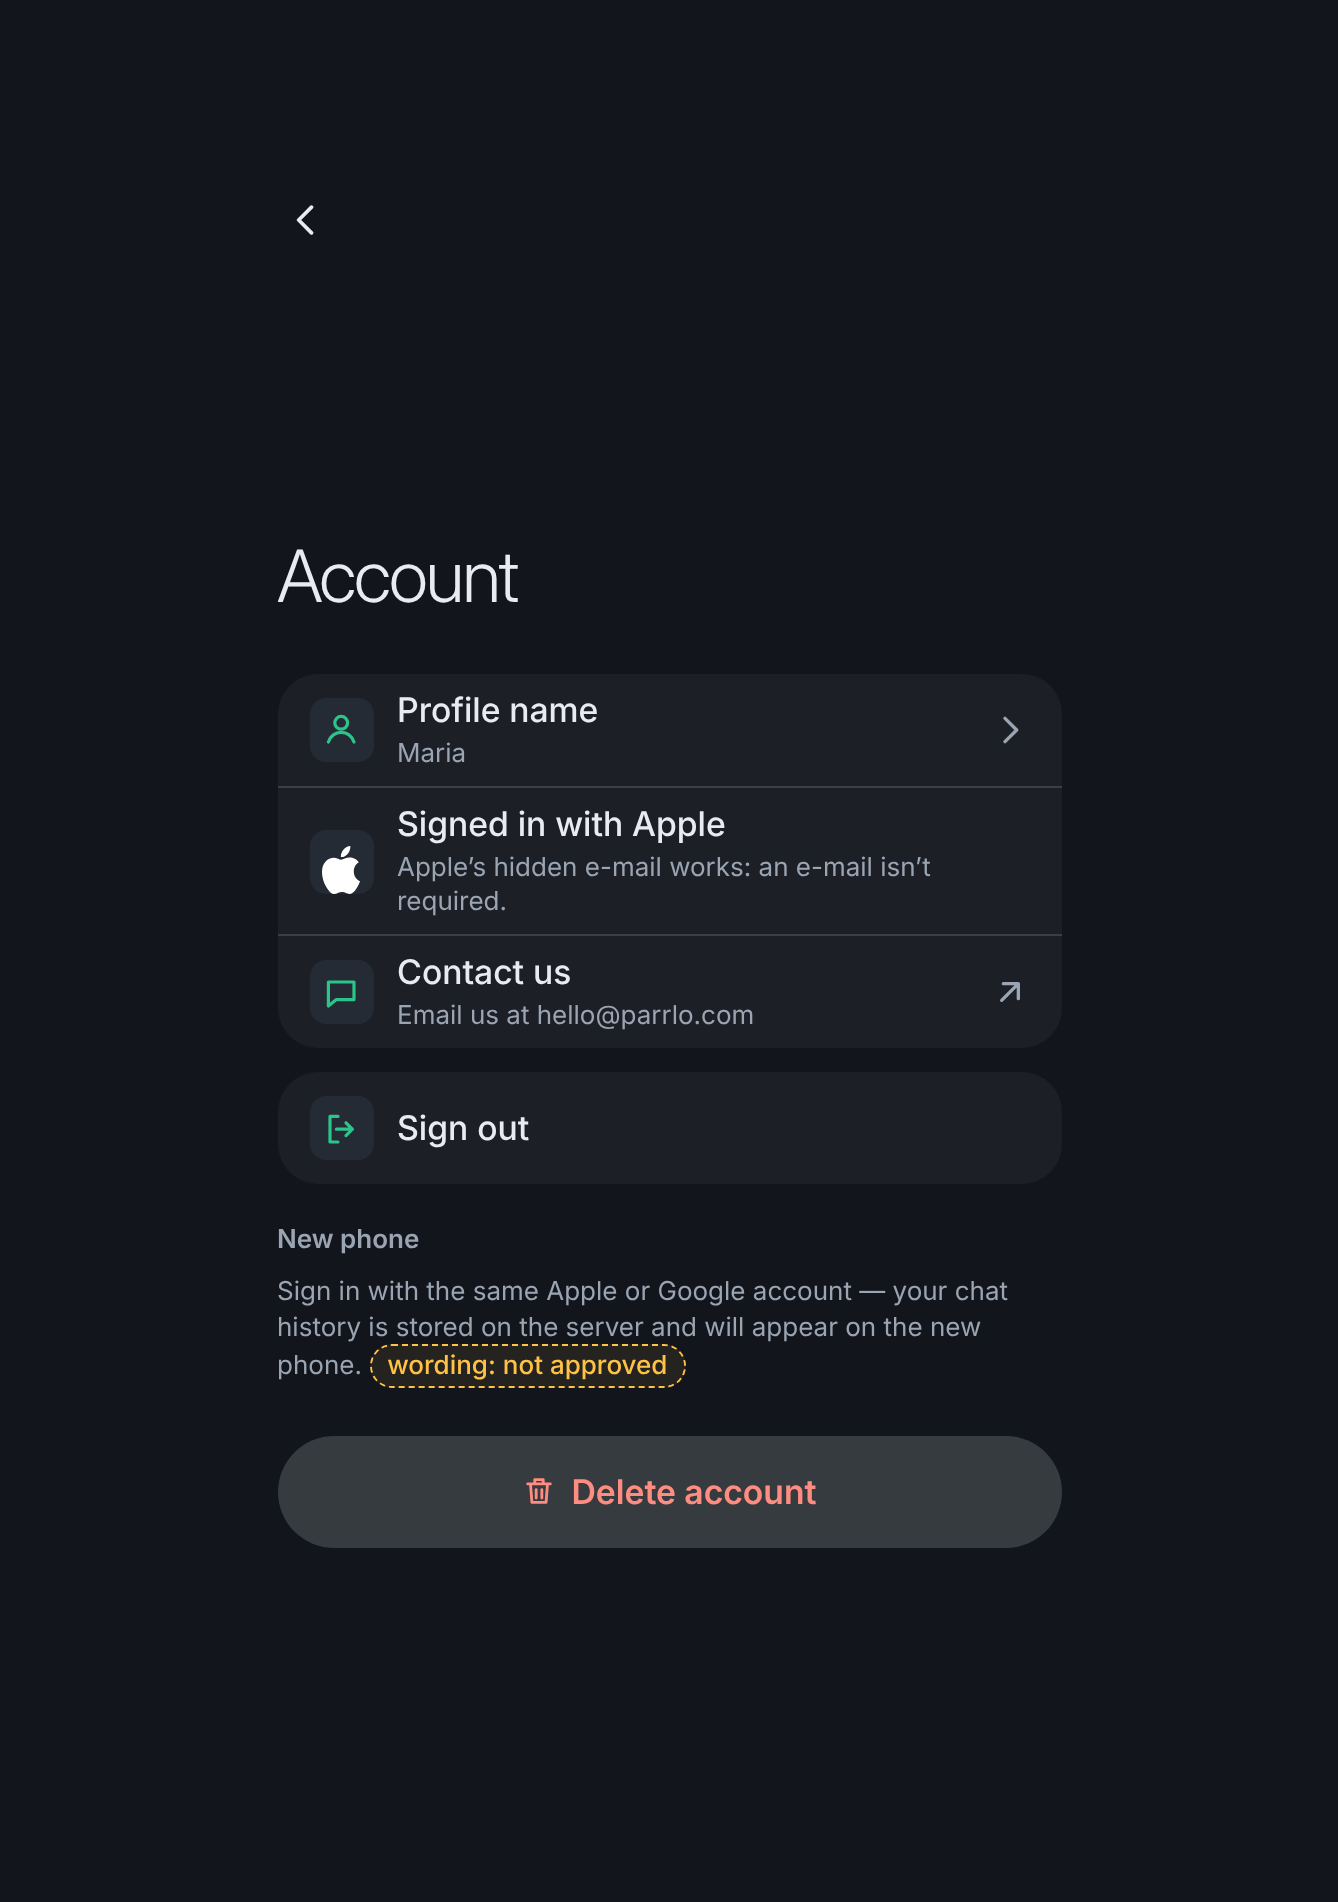 Account
Profile name
Maria
Signed in with Apple
Apple’s hidden e-mail works: an e-mail isn’t
required.
Contact us
Email us at hello@parrlo.com
Sign out
New phone
Sign in with the same Apple or Google account — your chat
history is stored on the server and will appear on the new
phone. wording: not approved
Delete account